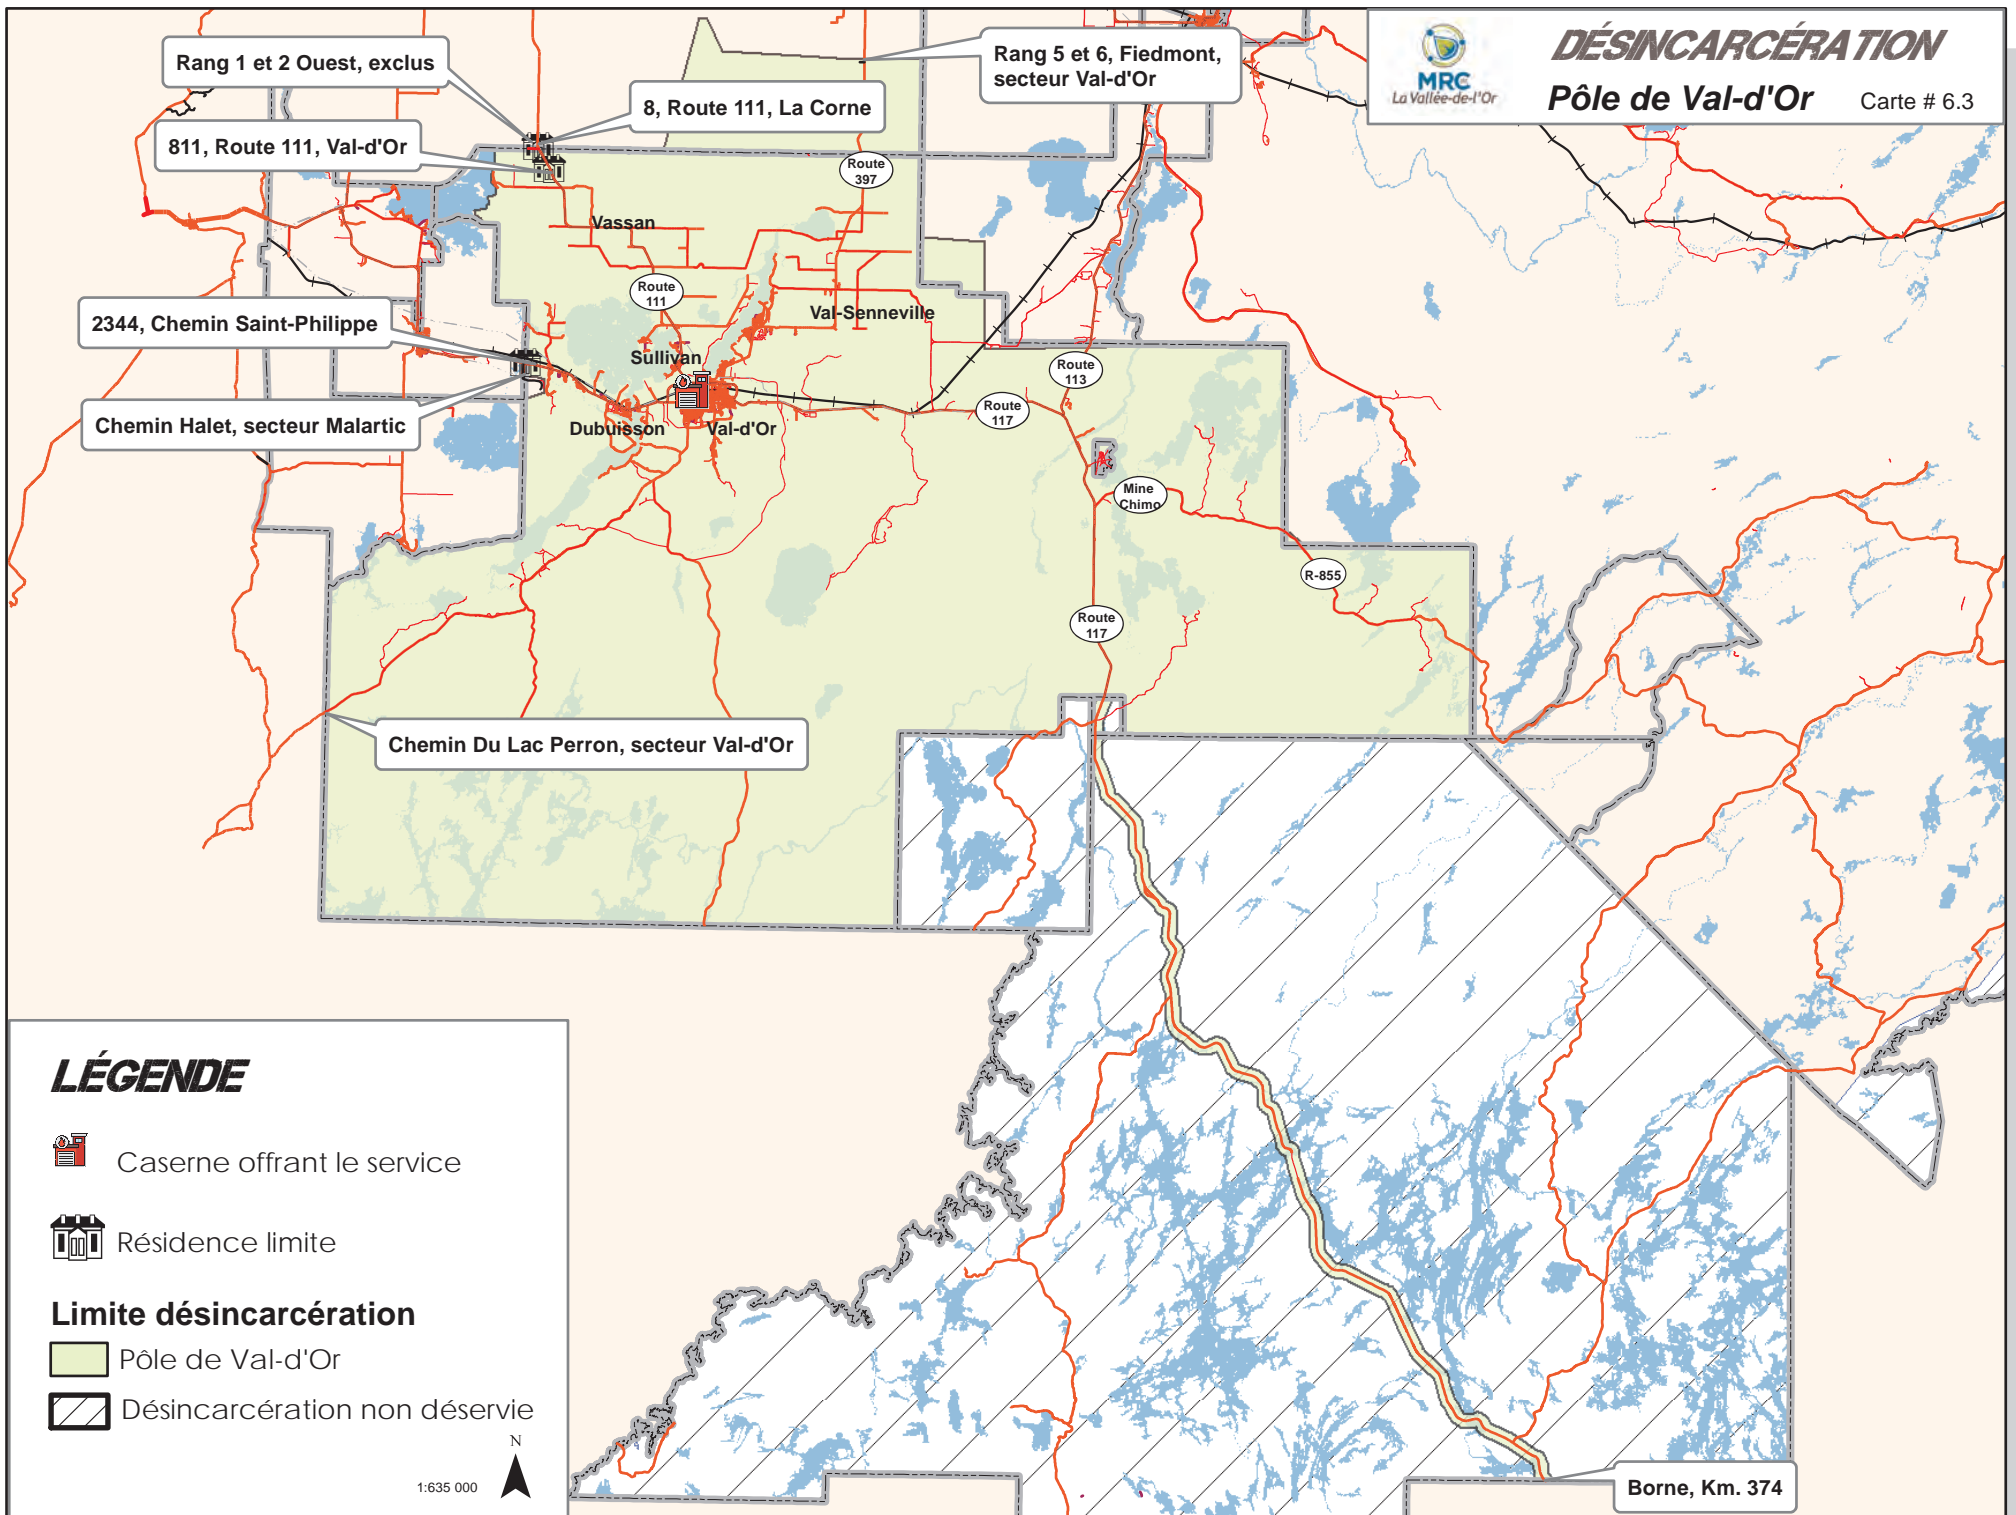 DÉSINCARCÉRATION
MRC
La Vallée-de-l'Or
Pôle de Val-d'Or
Carte # 6.3
Rang 1 et 2 Ouest, exclus
8, Route 111, La Corne
Rang 5 et 6, Fiedmont,
secteur Val-d'Or
811, Route 111, Val-d'Or
Route
397
Vassan
Route
111
Val-Senneville
2344, Chemin Saint-Philippe
Sullivan
Route
113
Route
117
Chemin Halet, secteur Malartic
Dubuisson
Val-d'Or
Mine
Chimo
R-855
Route
117
Chemin Du Lac Perron, secteur Val-d'Or
LÉGENDE
Caserne offrant le service
Résidence limite
Limite désincarcération
Pôle de Val-d'Or
Désincarcération non déservie
N
1:635 000
Borne, Km. 374